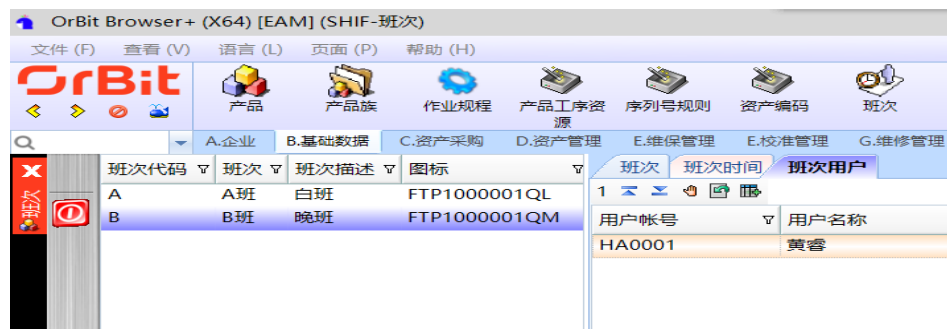 OrBit Browser+ (X64) [EAM] (SHIF-班次)
文件 (F) 查看 (V) 语言 (L) 页面 (P) 帮助 (H)
OrBit
产品 产品族 作业规程 产品工序资源 序列号规则 资产编码 班次
A.企业 B.基础数据 C.资产采购 D.资产管理 E.维保管理 E.校准管理 G.维修管理
班次
班次代码 班次 班次描述 图标
A A班 白班 FTP1000001QL
B B班 晚班 FTP1000001QM
班次 班次时间 班次用户
1
用户帐号 用户名称
HA0001 黄睿